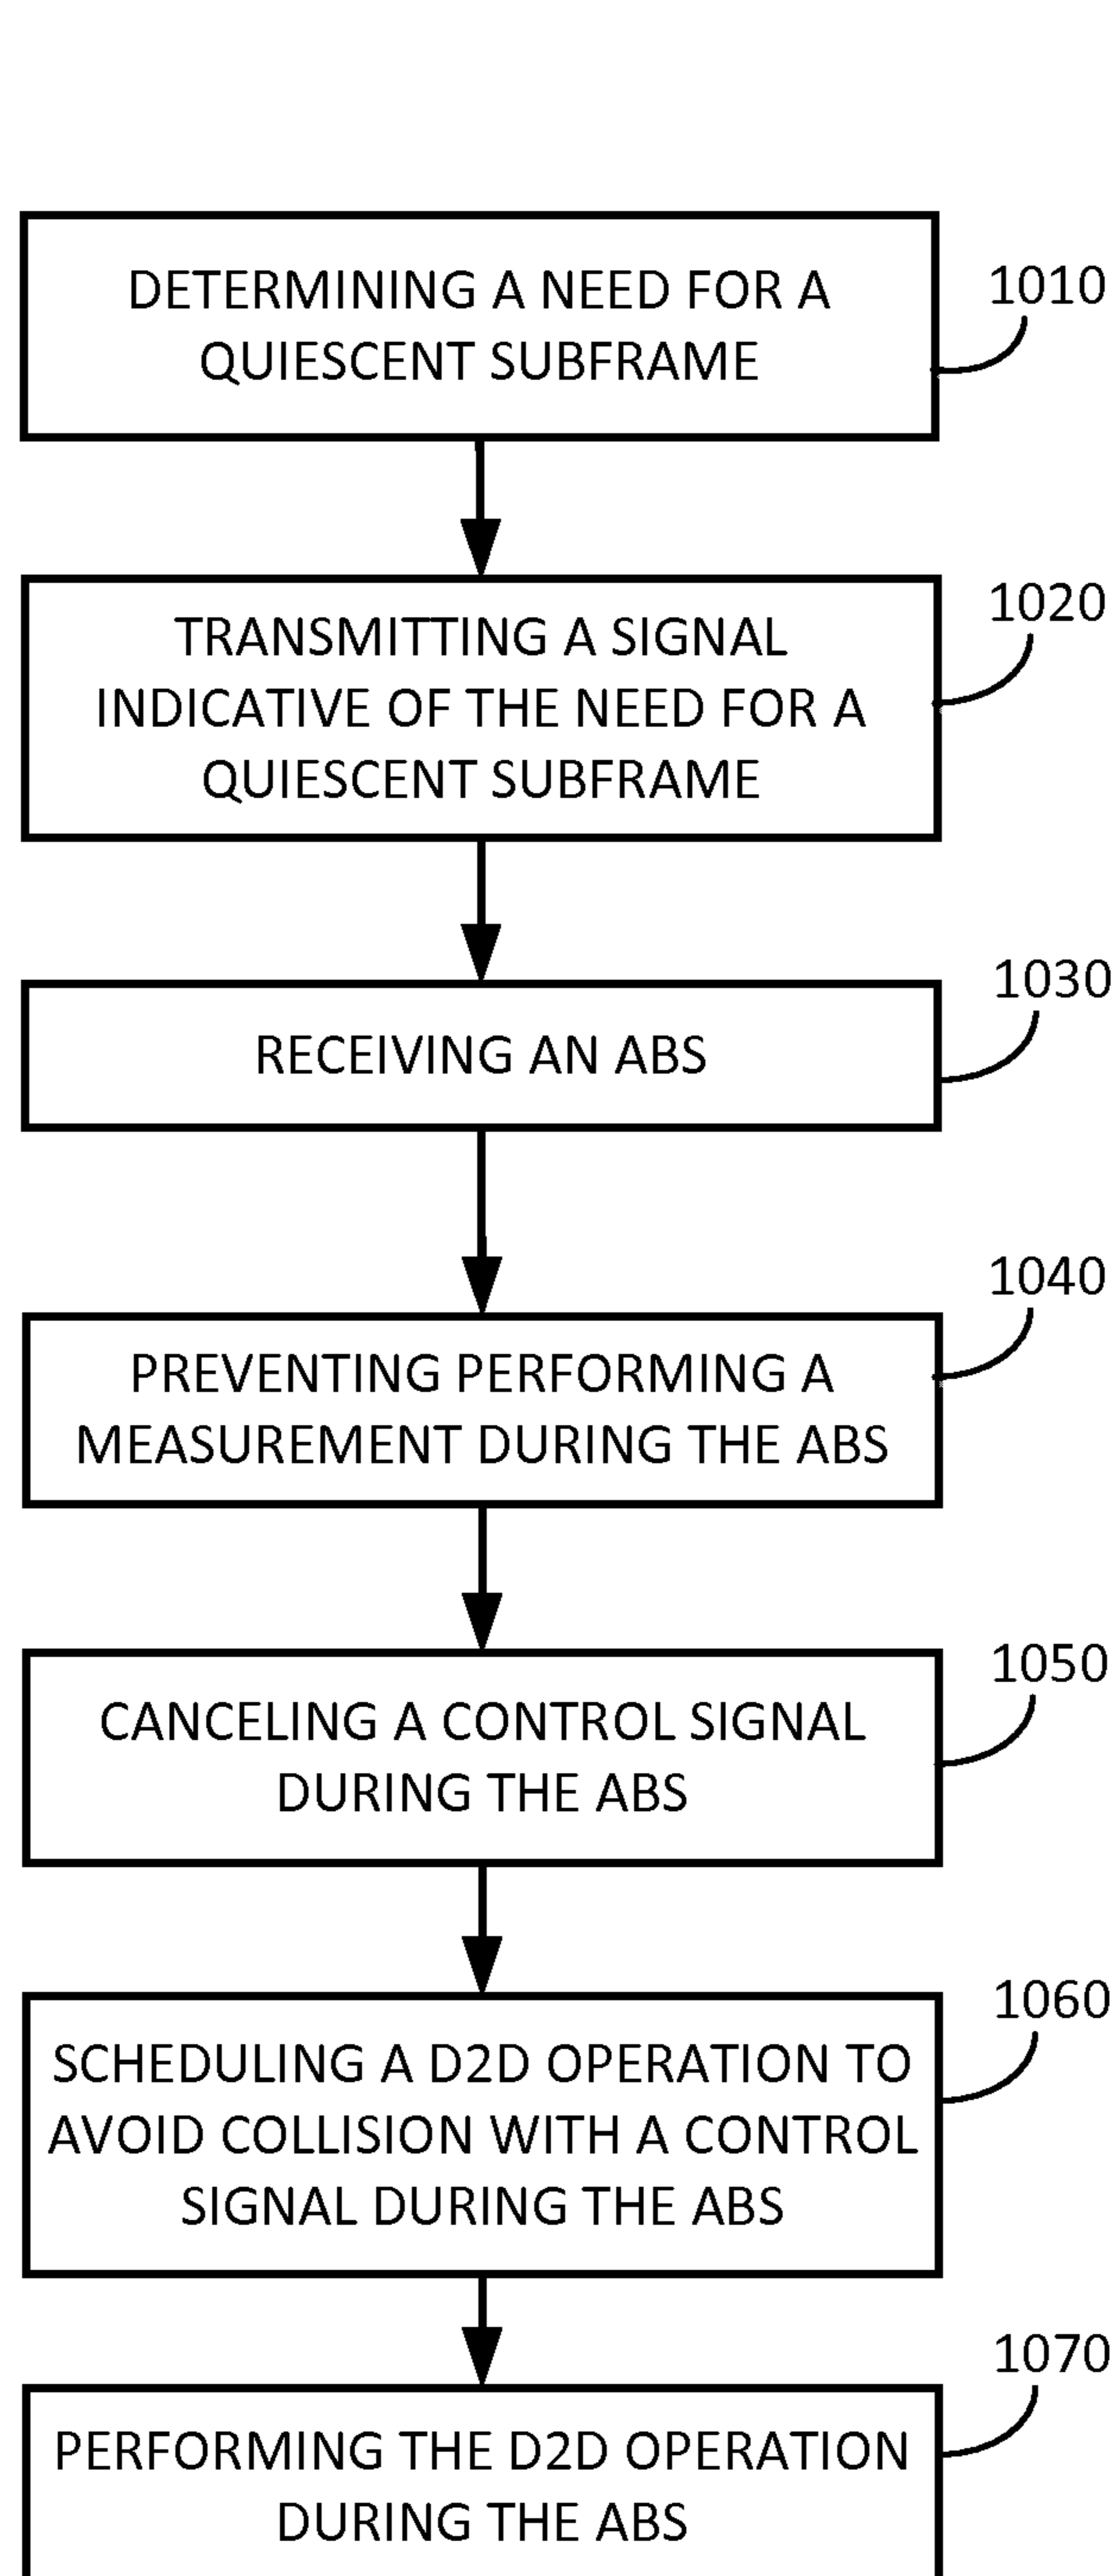 DETERMINING A NEED FOR A
QUIESCENT SUBFRAME
1010
TRANSMITTING A SIGNAL
INDICATIVE OF THE NEED FOR A
QUIESCENT SUBFRAME
1020
RECEIVING AN ABS
1030
PREVENTING PERFORMING A
MEASUREMENT DURING THE ABS
1040
CANCELING A CONTROL SIGNAL
DURING THE ABS
1050
SCHEDULING A D2D OPERATION TO
AVOID COLLISION WITH A CONTROL
SIGNAL DURING THE ABS
1060
PERFORMING THE D2D OPERATION
DURING THE ABS
1070